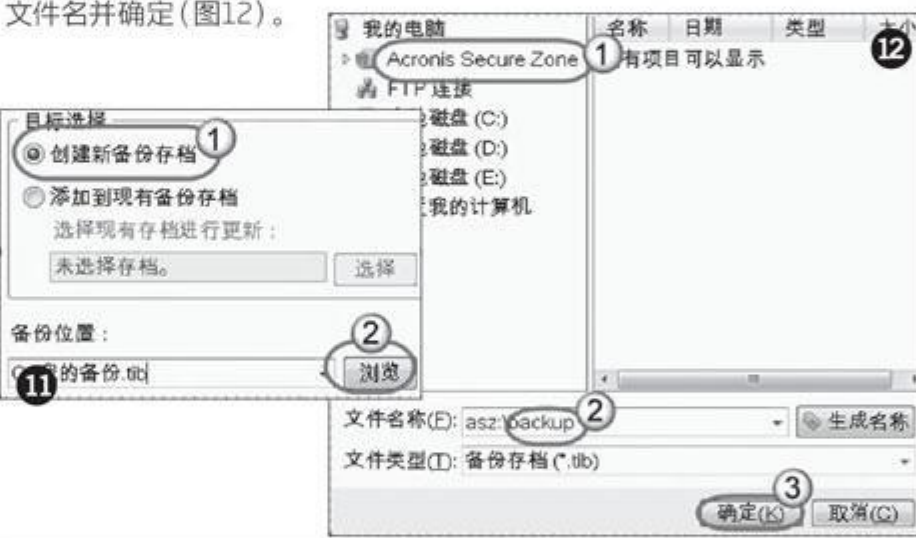 文件名并确定(图12)。
目标选择
1
创建新备份存档
添加到现有备份存档
选择现有存档进行更新:
未选择存档。
选择
备份位置:
2
的备份.tib
浏览
11
我的电脑
名称
日期
类型
大小
12
Acronis Secure Zone
1
有项目可以显示
FTP 连接
磁盘 (C:)
磁盘 (D:)
磁盘 (E:)
我的计算机
文件名称(F):
asz:\backup
2
生成名称
文件类型(T):
备份存档 (*.tib)
3
确定(K)
取消(C)